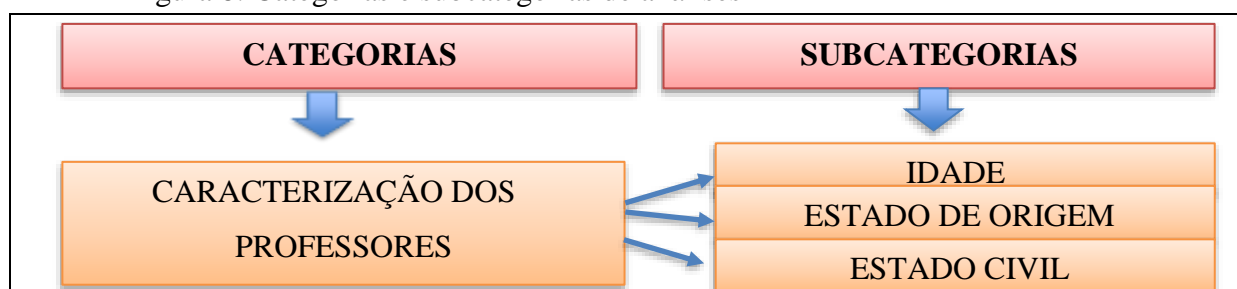 CATEGORIAS
SUBCATEGORIAS
CARACTERIZAÇÃO DOS
PROFESSORES
IDADE
ESTADO DE ORIGEM
ESTADO CIVIL